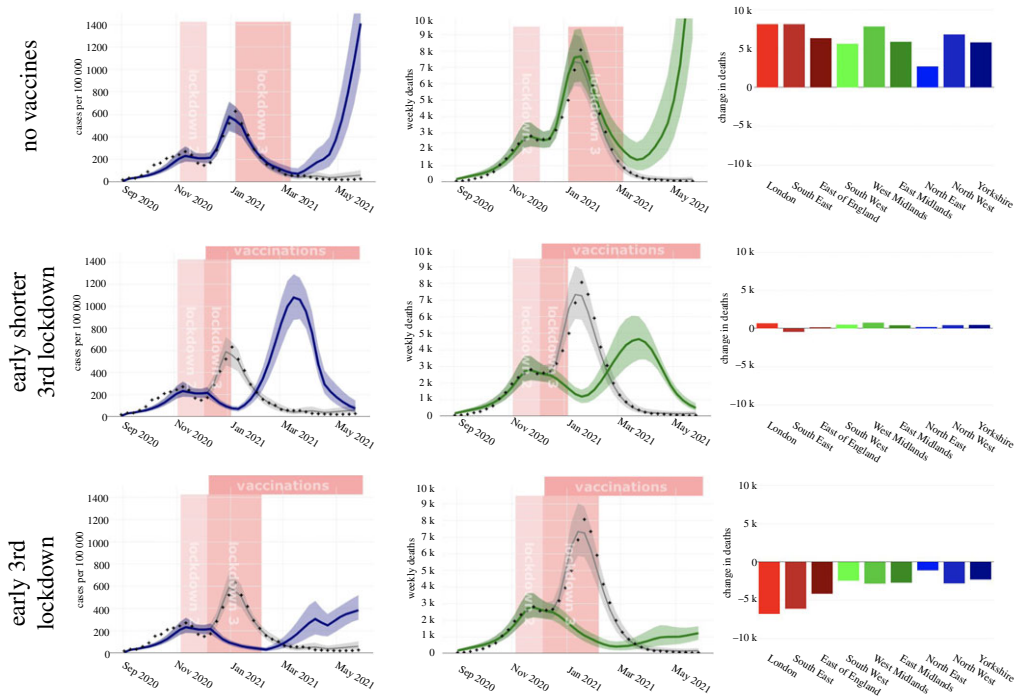 no vaccines
cases per 100 000
1400
1200
1000
800
600
400
200
0
lockdown 2
lockdown 3
Sep 2020
Nov 2020
Jan 2021
Mar 2021
May 2021
weekly deaths
10 k
9 k
8 k
7 k
6 k
5 k
4 k
3 k
2 k
1 k
0
lockdown 2
lockdown 3
Sep 2020
Nov 2020
Jan 2021
Mar 2021
May 2021
change in deaths
10 k
5 k
0
−5 k
−10 k
London
South East
East of England
South West
West Midlands
East Midlands
North East
North West
Yorkshire
early shorter
3rd lockdown
cases per 100 000
1400
1200
1000
800
600
400
200
0
vaccinations
lockdown 2
lockdown 3
Sep 2020
Nov 2020
Jan 2021
Mar 2021
May 2021
weekly deaths
10 k
9 k
8 k
7 k
6 k
5 k
4 k
3 k
2 k
1 k
0
vaccinations
lockdown 2
lockdown 3
Sep 2020
Nov 2020
Jan 2021
Mar 2021
May 2021
change in deaths
10 k
5 k
0
−5 k
−10 k
London
South East
East of England
South West
West Midlands
East Midlands
North East
North West
Yorkshire
early 3rd
lockdown
cases per 100 000
1400
1200
1000
800
600
400
200
0
vaccinations
lockdown 2
lockdown 3
Sep 2020
Nov 2020
Jan 2021
Mar 2021
May 2021
weekly deaths
10 k
9 k
8 k
7 k
6 k
5 k
4 k
3 k
2 k
1 k
0
vaccinations
lockdown 2
lockdown 3
Sep 2020
Nov 2020
Jan 2021
Mar 2021
May 2021
change in deaths
10 k
5 k
0
−5 k
−10 k
London
South East
East of England
South West
West Midlands
East Midlands
North East
North West
Yorkshire